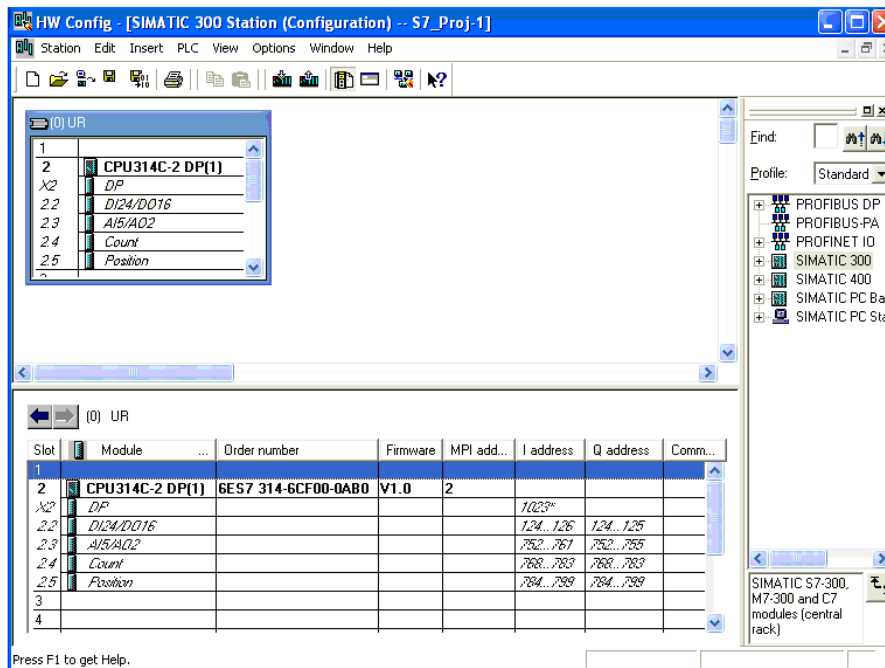 HW Config - [SIMATIC 300 Station (Configuration) -- S7_Proj-1]
Station Edit Insert PLC View Options Window Help
(0) UR
1
2 CPU314C-2 DP(1)
X2 DP
2.2 DI24/DO16
2.3 AI5/AO2
2.4 Count
2.5 Position
Find:
Profile: Standard
PROFIBUS DP
PROFIBUS-PA
PROFINET IO
SIMATIC 300
SIMATIC 400
SIMATIC PC Ba
SIMATIC PC Sta
(0) UR
Slot Module ... Order number Firmware MPI add... I address Q address Comm...
1
2 CPU314C-2 DP(1) 6ES7 314-6CF00-0AB0 V1.0 2
X2 DP 1023*
2.2 DI24/DO16 124...126 124...125
2.3 AI5/AO2 752...761 752...755
2.4 Count 768...783 768...783
2.5 Position 784...799 784...799
3
4
SIMATIC S7-300,
M7-300 and C7
modules (central
rack)
Press F1 to get Help.